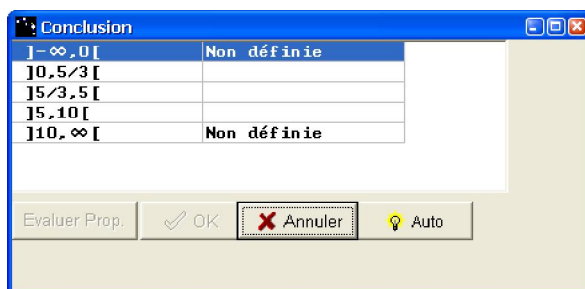 Conclusion
]-∞,0[ Non définie
]0,5/3[
]5/3,5[
]5,10[
]10,∞[ Non définie
Evaluer Prop. OK Annuler Auto